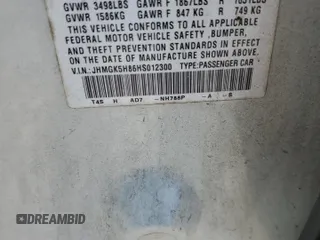 GVWR 3498LBS GAWR F 1867LBS R 1651LBS
GVWR 1586KG GAWR F 847 KG R 749 KG
THIS VEHICLE CONFORMS TO ALL APPLICABLE
FEDERAL MOTOR VEHICLE SAFETY ,BUMPER,
AND THEFT PREVENTION STANDARDS IN EFFECT
ON THE DATE OF MANUFACTURE SHOWN ABOVE.
V.I.N.:JHMGK5H86HS012300 TYPE:PASSENGER CAR
T45 H AD7 -NH788P -A -B
DREAMBID